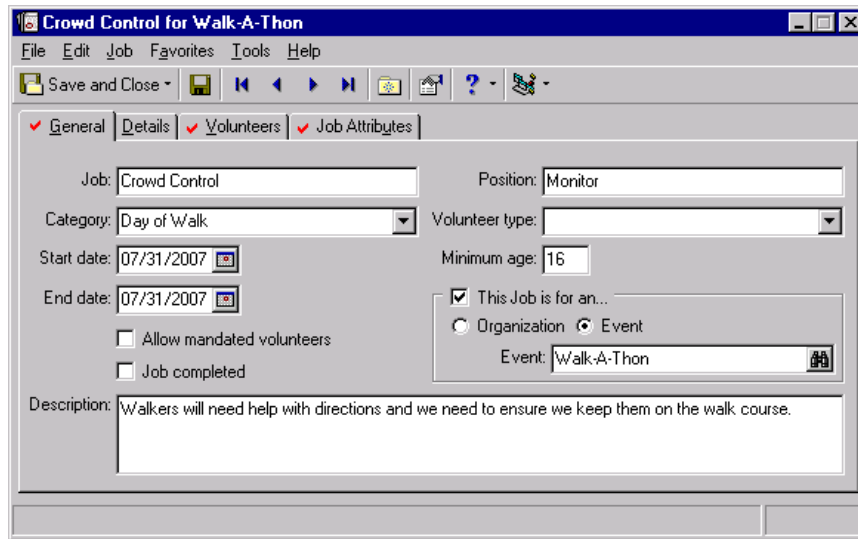 Crowd Control for Walk-A-Thon
File Edit Job Favorites Tools Help
Save and Close ?
General Details Volunteers Job Attributes
Job: Crowd Control Position: Monitor
Category: Day of Walk Volunteer type:
Start date: 07/31/2007 Minimum age: 16
End date: 07/31/2007 This Job is for an...
Allow mandated volunteers Organization Event
Job completed Event: Walk-A-Thon
Description: Walkers will need help with directions and we need to ensure we keep them on the walk course.